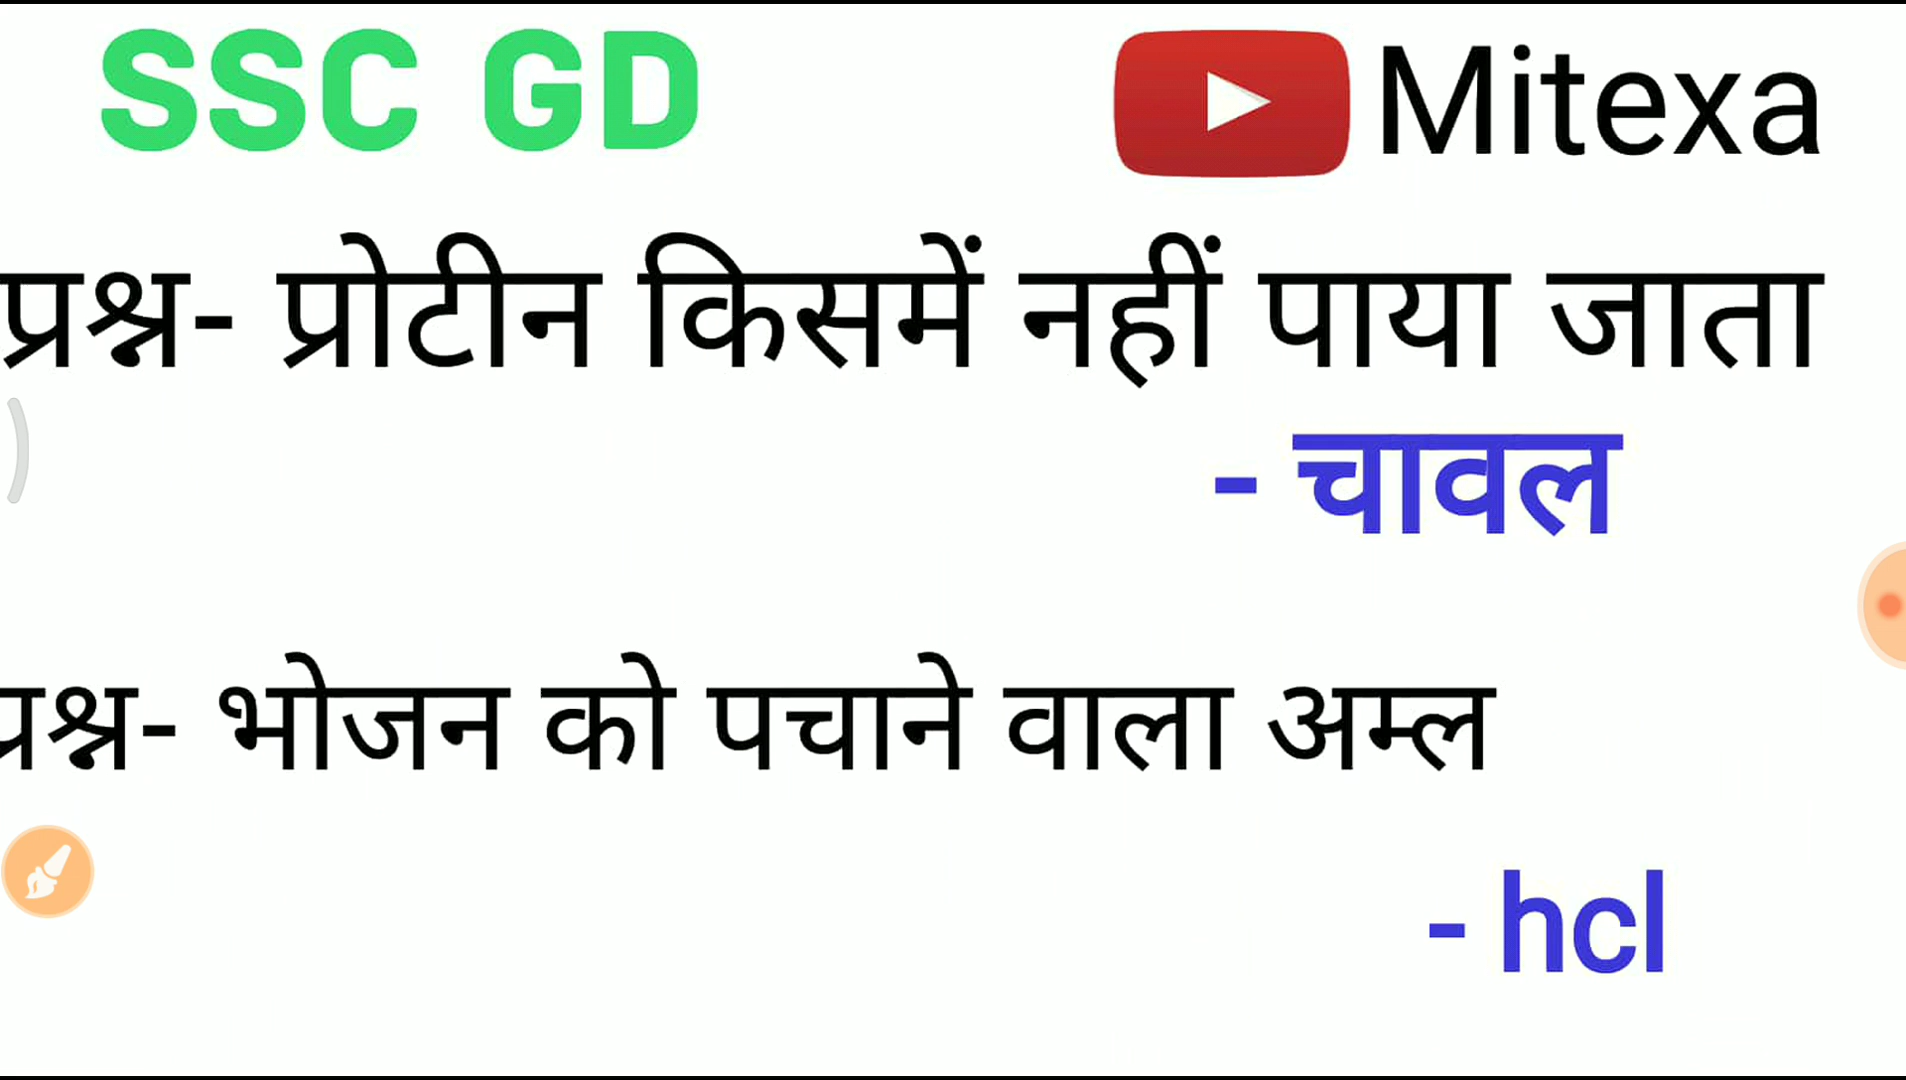 SSC GD
Mitexa
प्रश्न- प्रोटीन किसमें नहीं पाया जाता
- चावल
प्रश्न- भोजन को पचाने वाला अम्ल
- hcl